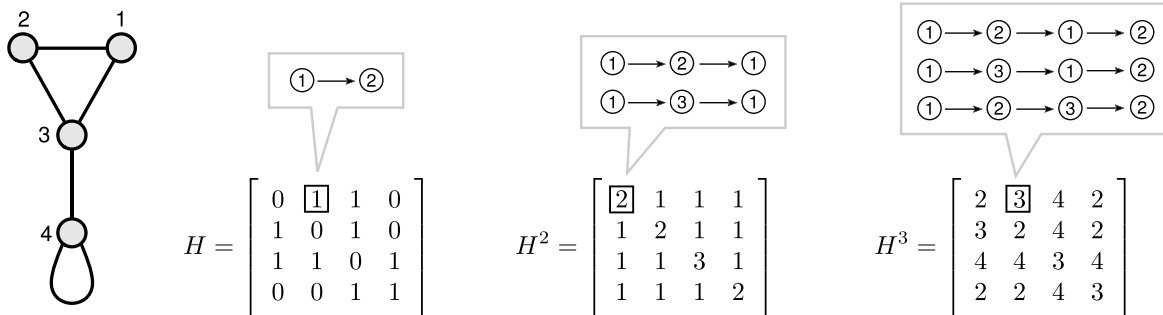 2 1
3
4
1 → 2
1 → 2 → 1
1 → 3 → 1
1 → 2 → 1 → 2
1 → 3 → 1 → 2
1 → 2 → 3 → 2
H =
0 1 1 0
1 0 1 0
1 1 0 1
0 0 1 1
H² =
2 1 1 1
1 2 1 1
1 1 3 1
1 1 1 2
H³ =
2 3 4 2
3 2 4 2
4 4 3 4
2 2 4 3